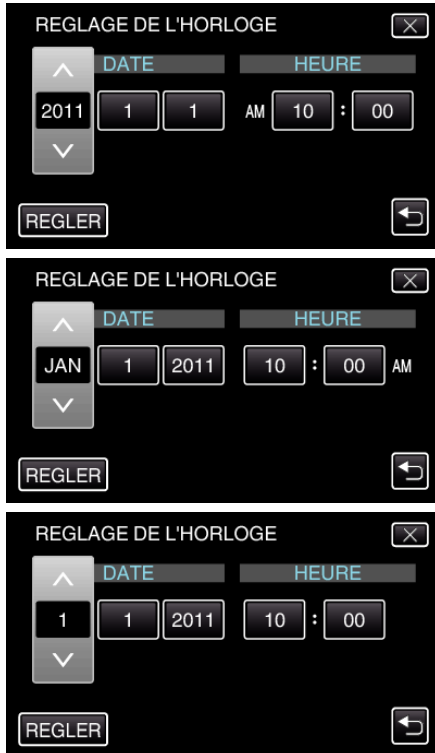 REGLAGE DE L'HORLOGE
DATE HEURE
2011 1 1 AM 10 : 00
REGLER
REGLAGE DE L'HORLOGE
DATE HEURE
JAN 1 2011 10 : 00 AM
REGLER
REGLAGE DE L'HORLOGE
DATE HEURE
1 1 2011 10 : 00
REGLER